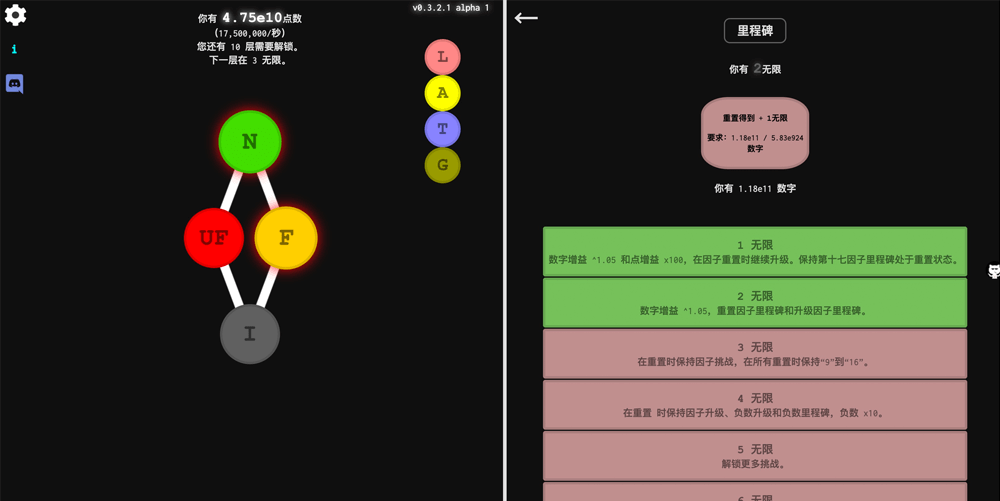 v0.3.2.1 alpha 1
你有 4.75e10点数
(17,500,000/秒)
您还有 10 层需要解锁。
下一层在 3 无限。
i
L
A
T
G
N
UF
F
I
里程碑
你有 2无限
重置得到 + 1无限
要求: 1.18e11 / 5.83e924
数字
你有 1.18e11 数字
1 无限
数字增益 ^1.05 和点增益 x100, 在因子重置时继续升级。保持第十七因子里程碑处于重置状态。
2 无限
数字增益 ^1.05, 重置因子里程碑和升级因子里程碑。
3 无限
在重置时保持因子挑战, 在所有重置时保持“9”到“16”。
4 无限
在重置 时保持因子升级、负数升级和负数里程碑, 负数 x10。
5 无限
解锁更多挑战。